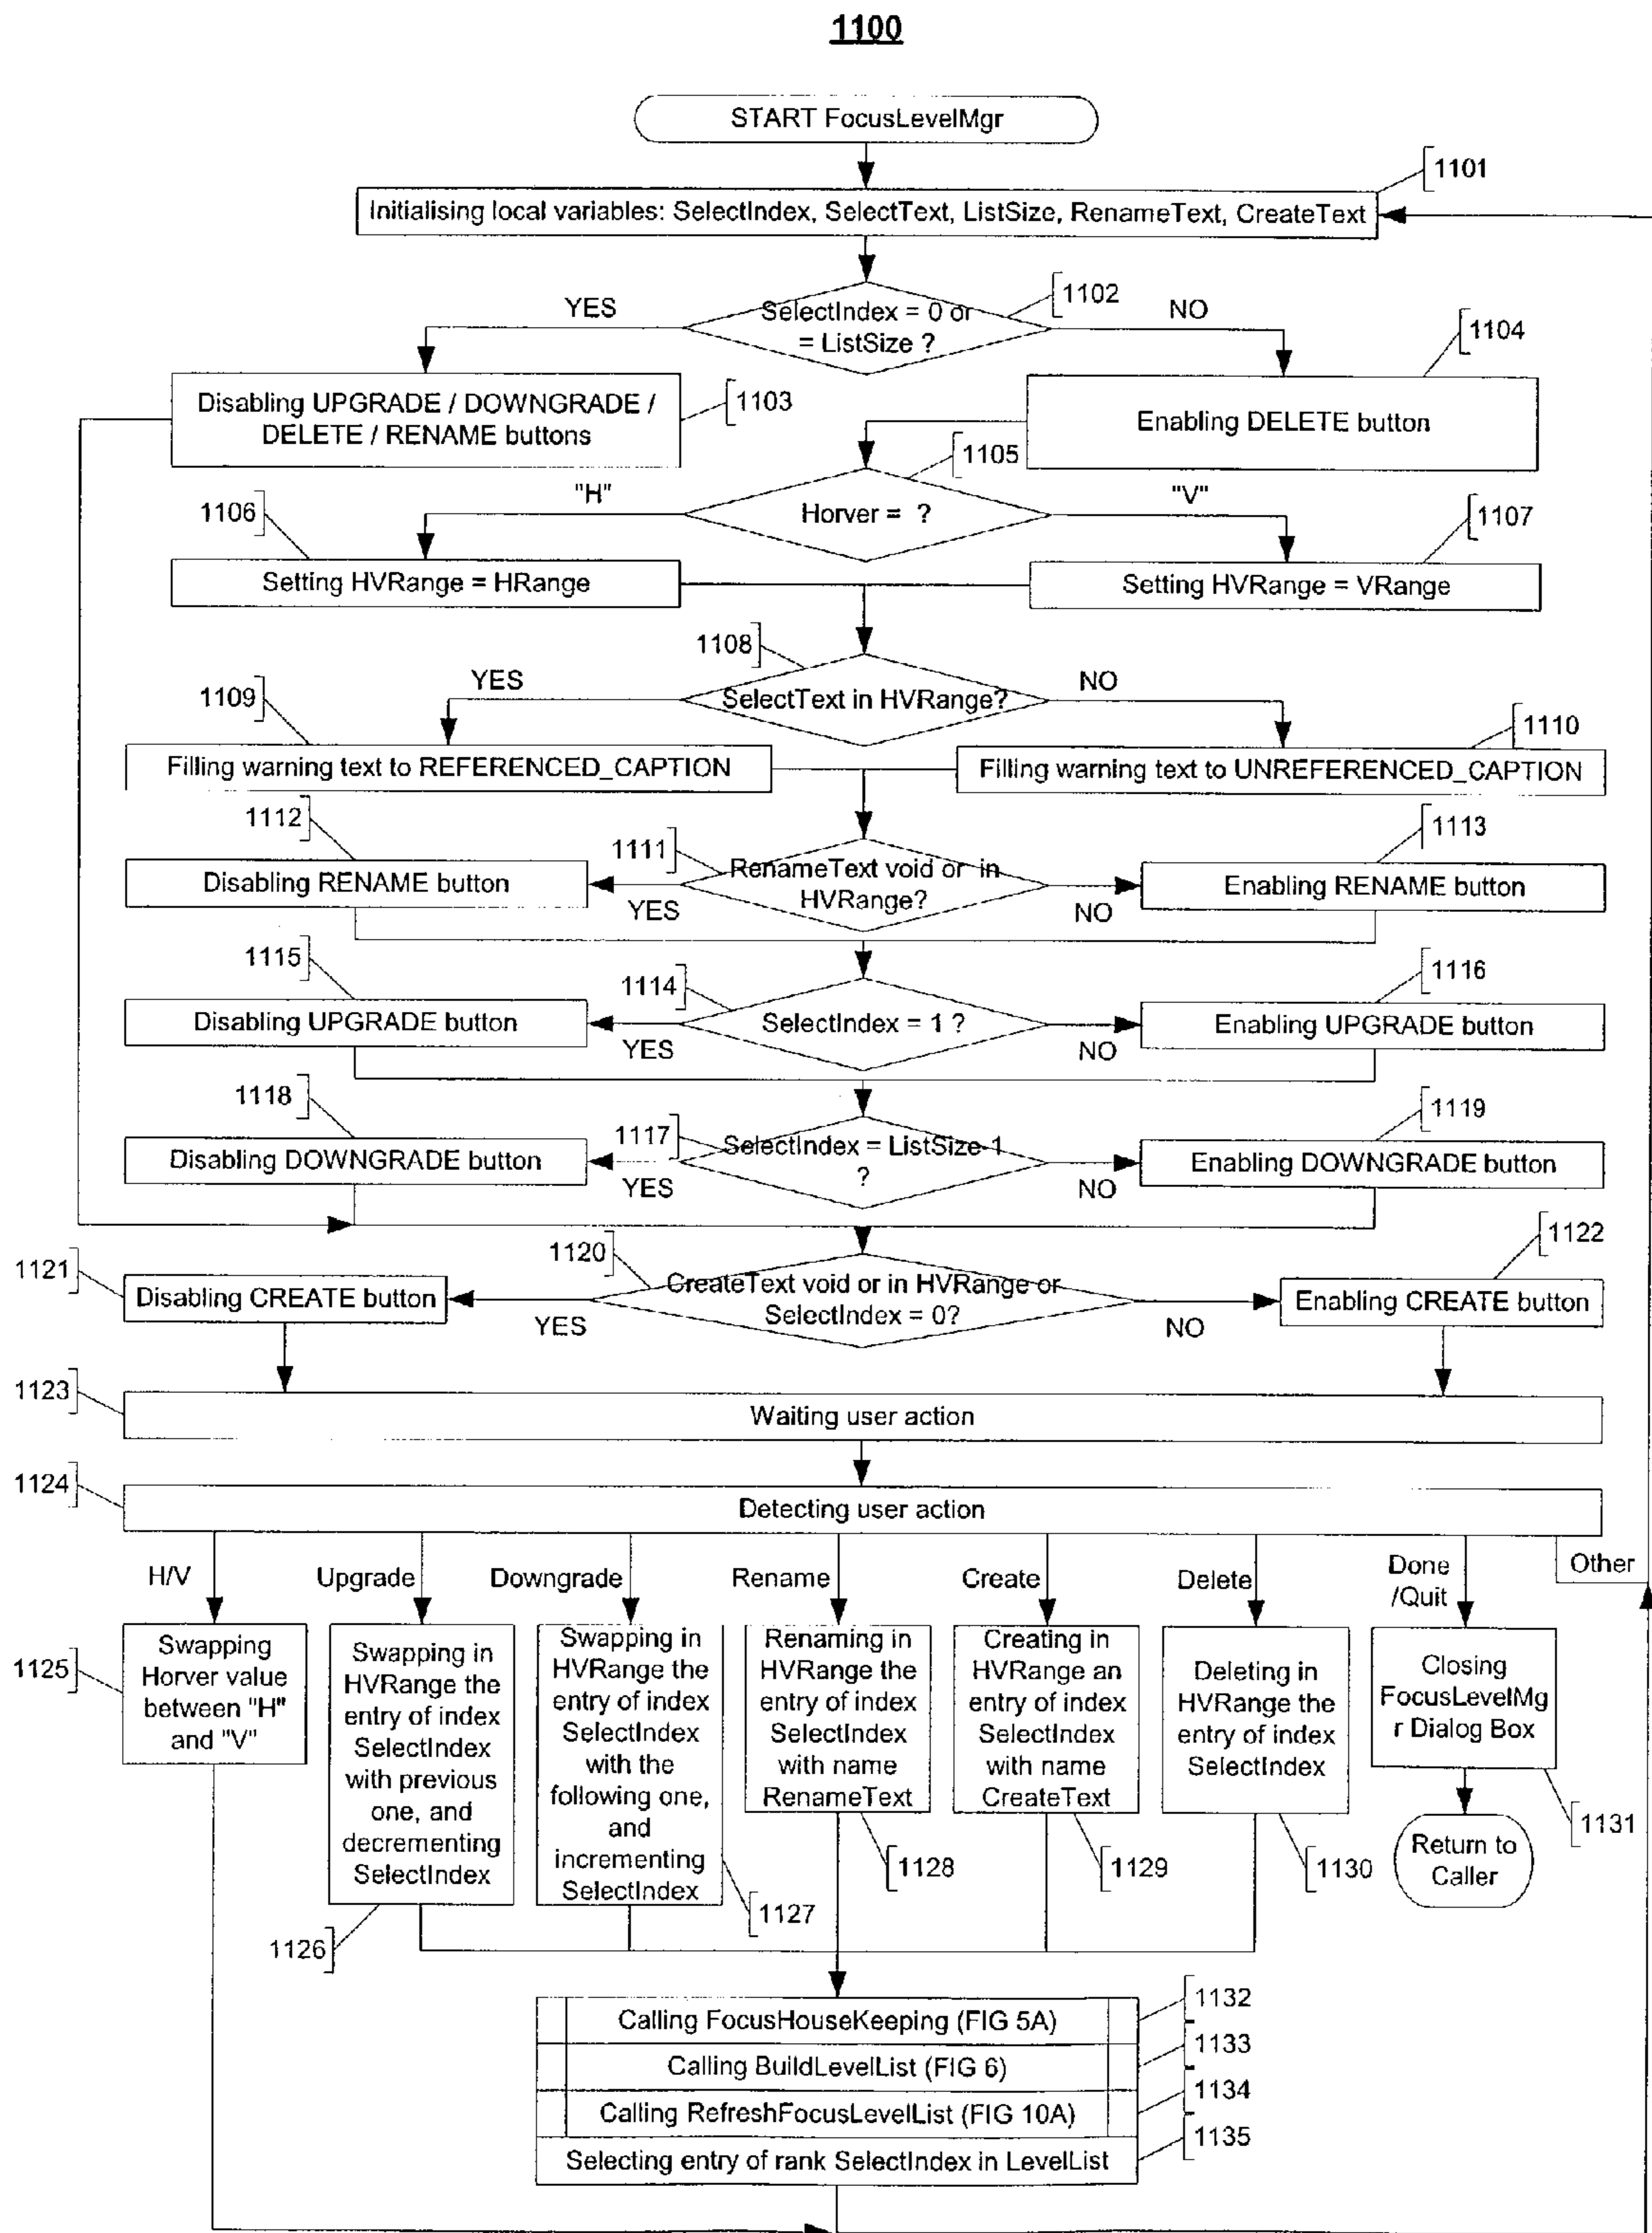 1100
START FocusLevelMgr
1101
Initialising local variables: SelectIndex, SelectText, ListSize, RenameText, CreateText
1102
SelectIndex = 0 or
= ListSize ?
YES
NO
1103
Disabling UPGRADE / DOWNGRADE /
DELETE / RENAME buttons
1104
Enabling DELETE button
1105
Horver = ?
"H"
"V"
1106
Setting HVRange = HRange
1107
Setting HVRange = VRange
1108
SelectText in HVRange?
YES
NO
1109
Filling warning text to REFERENCED_CAPTION
1110
Filling warning text to UNREFERENCED_CAPTION
1111
RenameText void or in
HVRange?
YES
NO
1112
Disabling RENAME button
1113
Enabling RENAME button
1114
SelectIndex = 1 ?
YES
NO
1115
Disabling UPGRADE button
1116
Enabling UPGRADE button
1117
SelectIndex = ListSize-1
?
YES
NO
1118
Disabling DOWNGRADE button
1119
Enabling DOWNGRADE button
1120
CreateText void or in HVRange or
SelectIndex = 0?
YES
NO
1121
Disabling CREATE button
1122
Enabling CREATE button
1123
Waiting user action
1124
Detecting user action
H/V
Upgrade
Downgrade
Rename
Create
Delete
Done
/Quit
Other
1125
Swapping
Horver value
between "H"
and "V"
Swapping in
HVRange the
entry of index
SelectIndex
with previous
one, and
decrementing
SelectIndex
1126
Swapping in
HVRange the
entry of index
SelectIndex
with the
following one,
and
incrementing
SelectIndex
1127
Renaming in
HVRange the
entry of index
SelectIndex
with name
RenameText
1128
Creating in
HVRange an
entry of index
SelectIndex
with name
CreateText
1129
Deleting in
HVRange the
entry of index
SelectIndex
1130
Closing
FocusLevelMg
r Dialog Box
1131
Return to
Caller
Calling FocusHouseKeeping (FIG 5A)
1132
Calling BuildLevelList (FIG 6)
1133
Calling RefreshFocusLevelList (FIG 10A)
1134
Selecting entry of rank SelectIndex in LevelList
1135